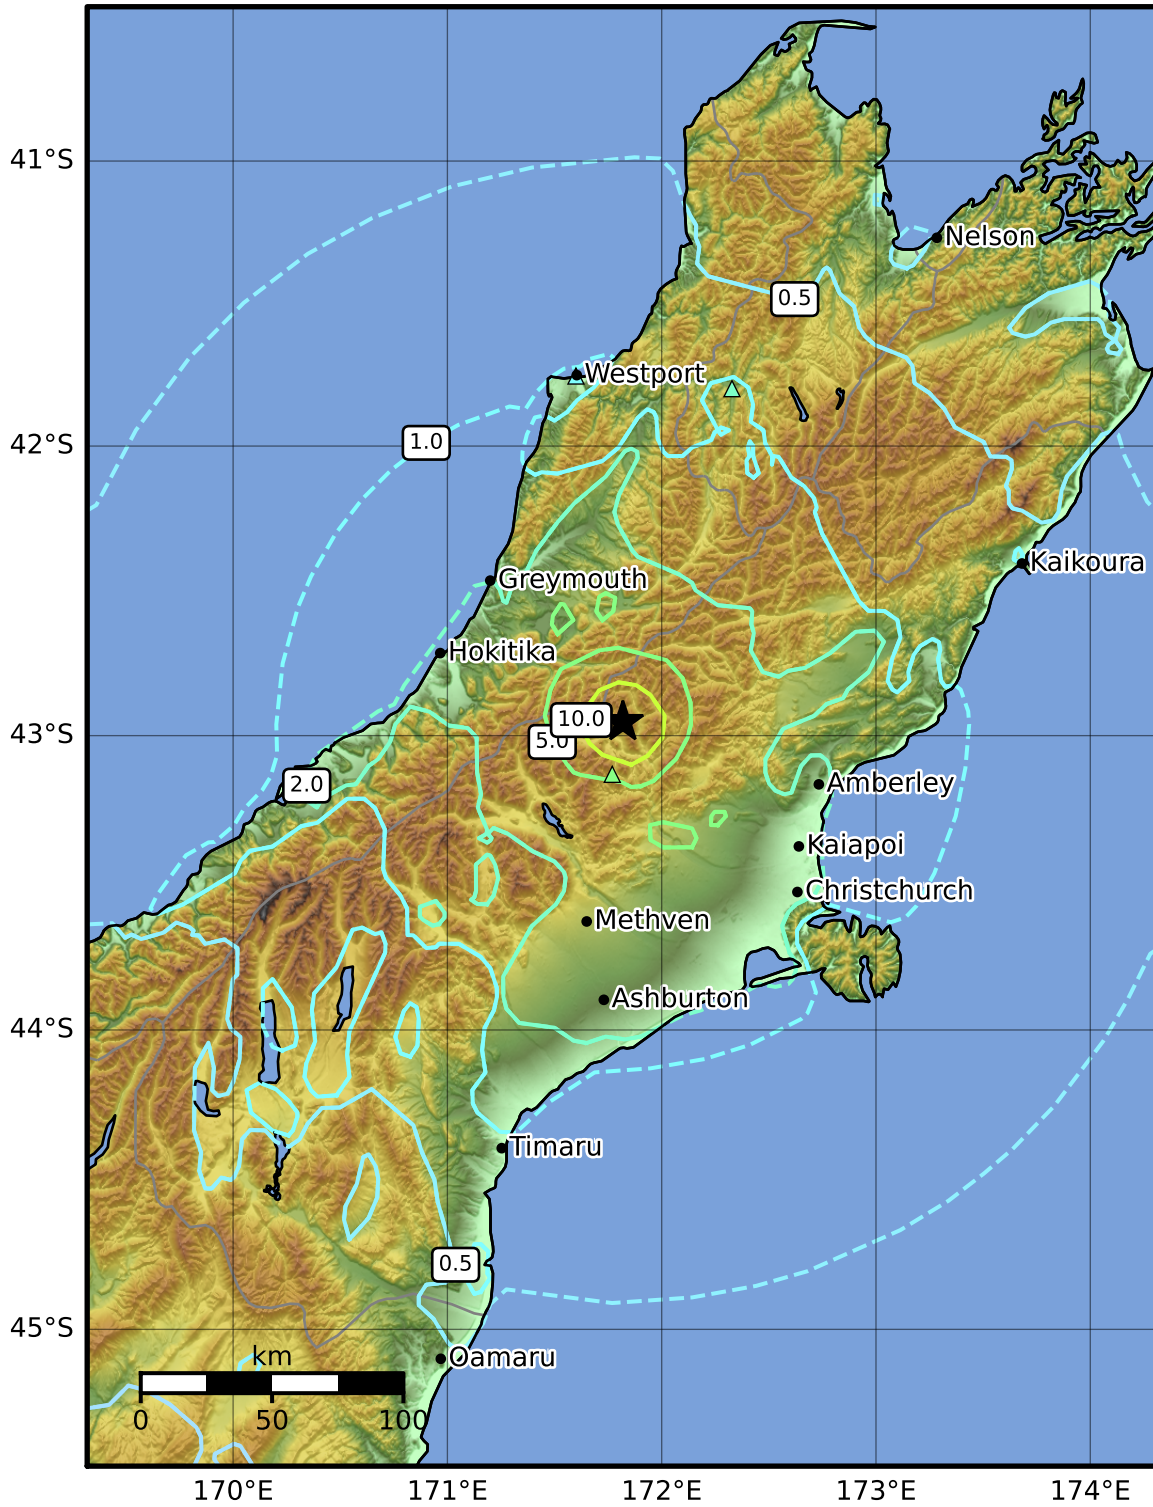 41°S
Nelson
0.5
Westport
42°S
1.0
Kaikoura
Greymouth
Hokitika
10.0
43°S
5.0
2.0
Amberley
Kaiapoi
Christchurch
Methven
Ashburton
44°S
Timaru
0.5
45°S
km
Oamaru
0 50 100
170°E 171°E 172°E 173°E 174°E